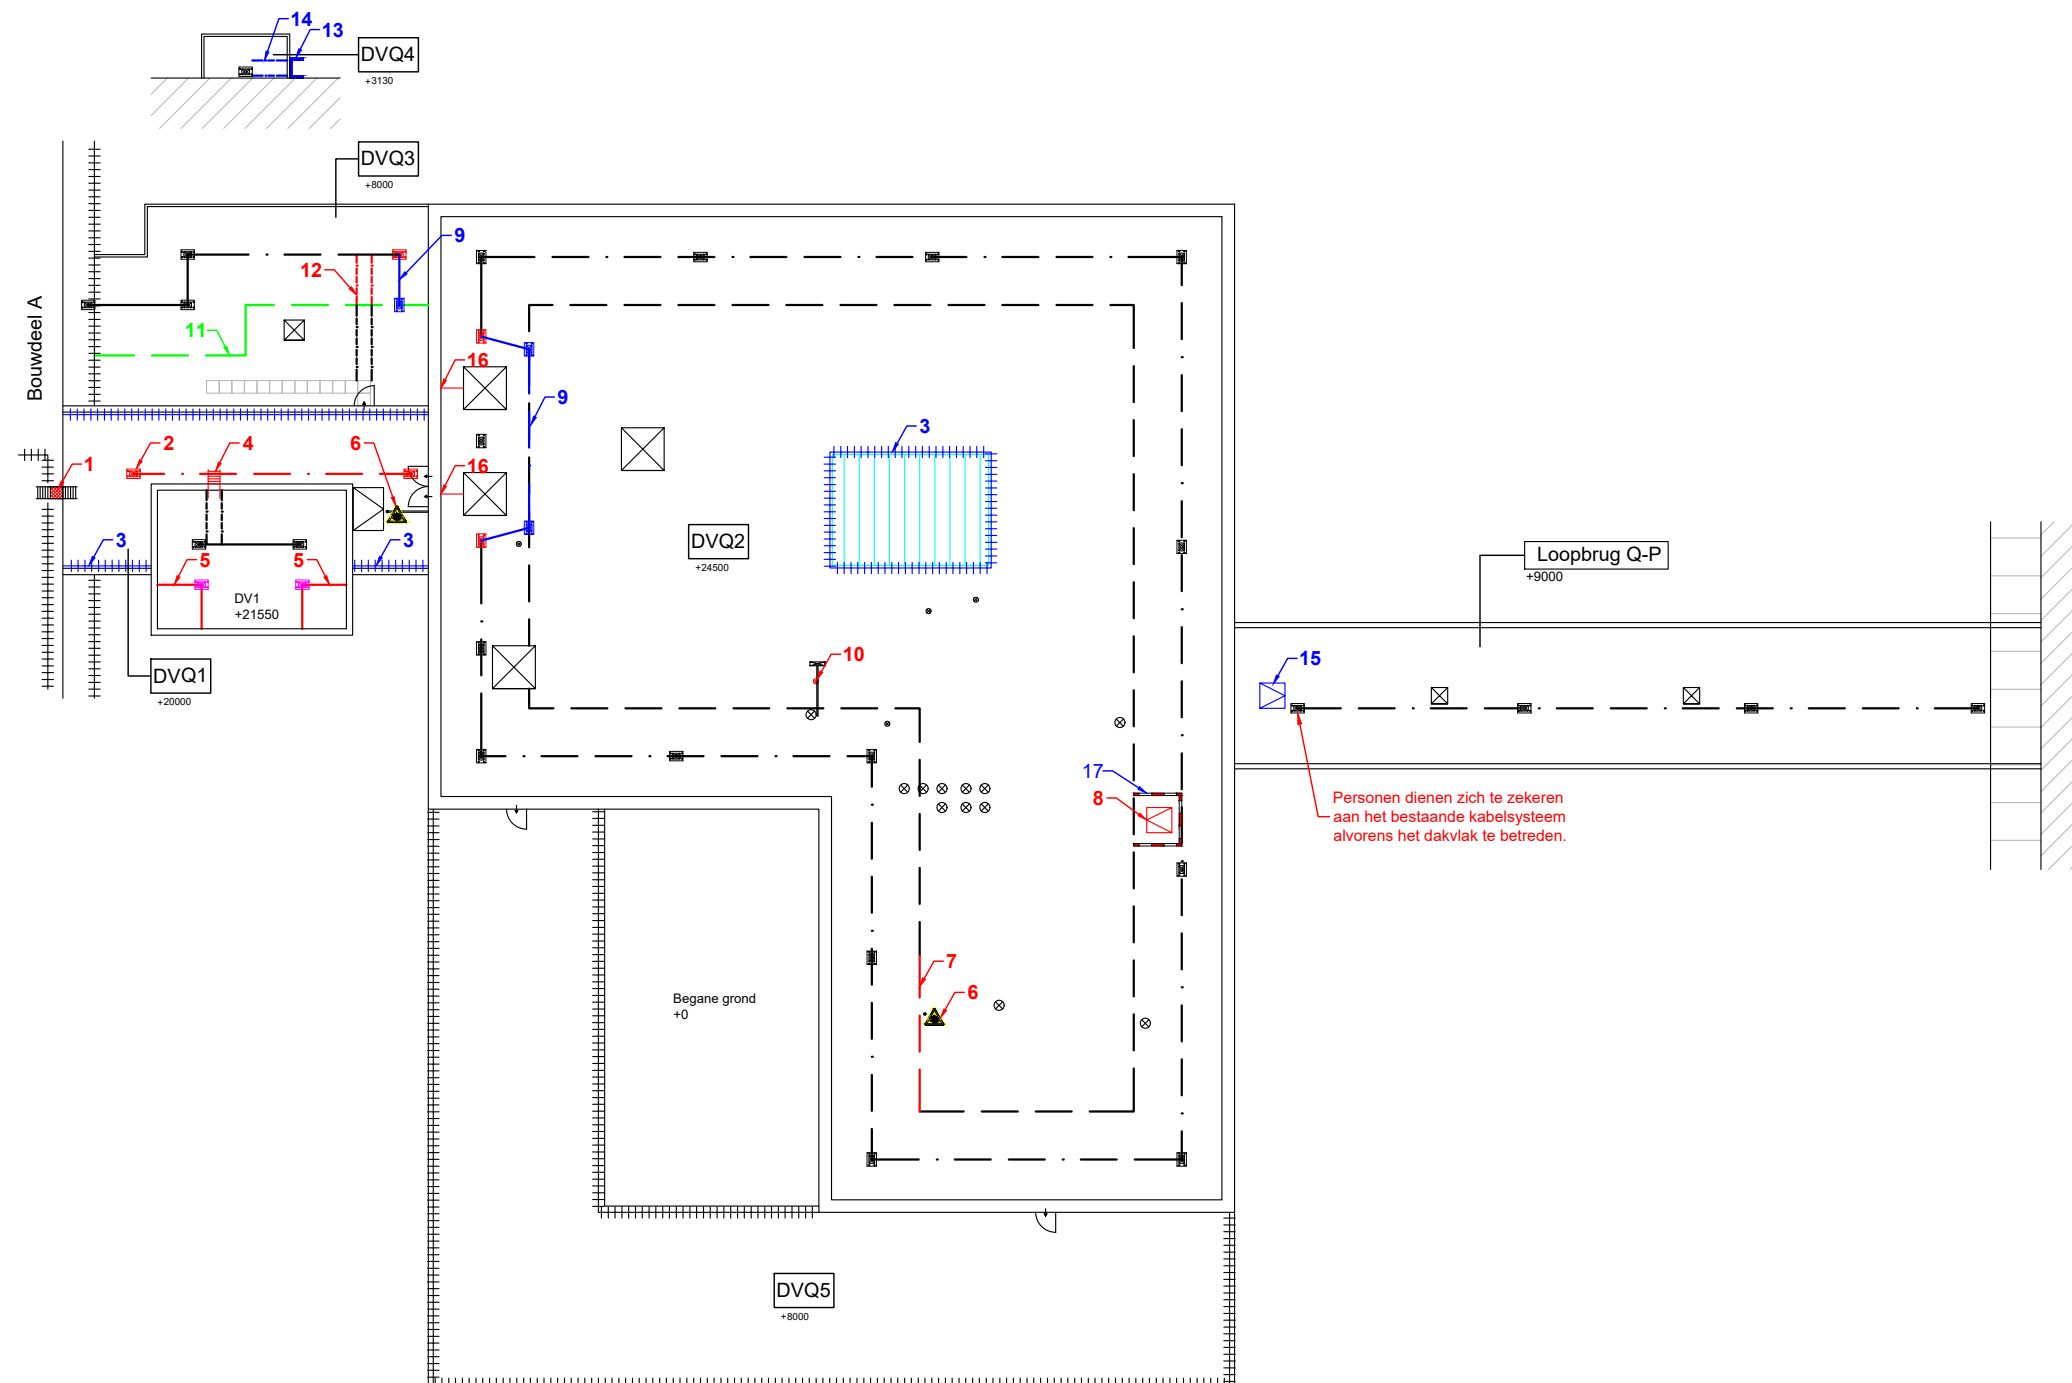 14
13
DVQ4
+3130
DVQ3
+8000
9
12
11
Bouwdeel A
16
9
3
2
4
6
1
16
3
3
5
5
DV1
+21550
DVQ2
+24500
Loopbrug Q-P
+9000
DVQ1
+20000
10
15
17
8
Personen dienen zich te zekeren
aan het bestaande kabelsysteem
alvorens het dakvlak te betreden.
7
6
Begane grond
+0
DVQ5
+8000